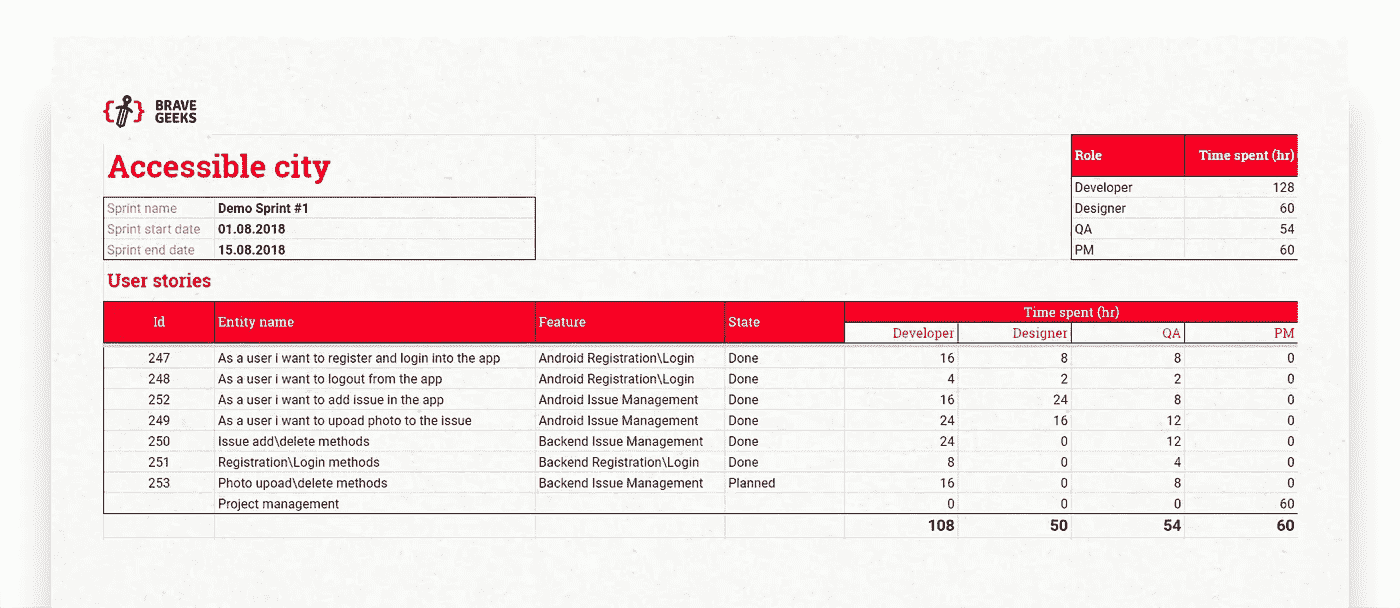 BRAVE
GEEKS
Accessible city
Role Time spent (hr)
Developer 128
Sprint name Demo Sprint #1
Designer 60
Sprint start date 01.08.2018
QA 54
Sprint end date 15.08.2018
PM 60
User stories
Id Entity name Feature State Time spent (hr)
Developer Designer QA PM
247 As a user i want to register and login into the app Android Registration\Login Done 16 8 8 0
248 As a user i want to logout from the app Android Registration\Login Done 4 2 2 0
252 As a user i want to add issue in the app Android Issue Management Done 16 24 8 0
249 As a user i want to upoad photo to the issue Android Issue Management Done 24 16 12 0
250 Issue add\delete methods Backend Issue Management Done 24 0 12 0
251 Registration\Login methods Backend Registration\Login Done 8 0 4 0
253 Photo upoad\delete methods Backend Issue Management Planned 16 0 8 0
Project management 0 0 0 60
108 50 54 60